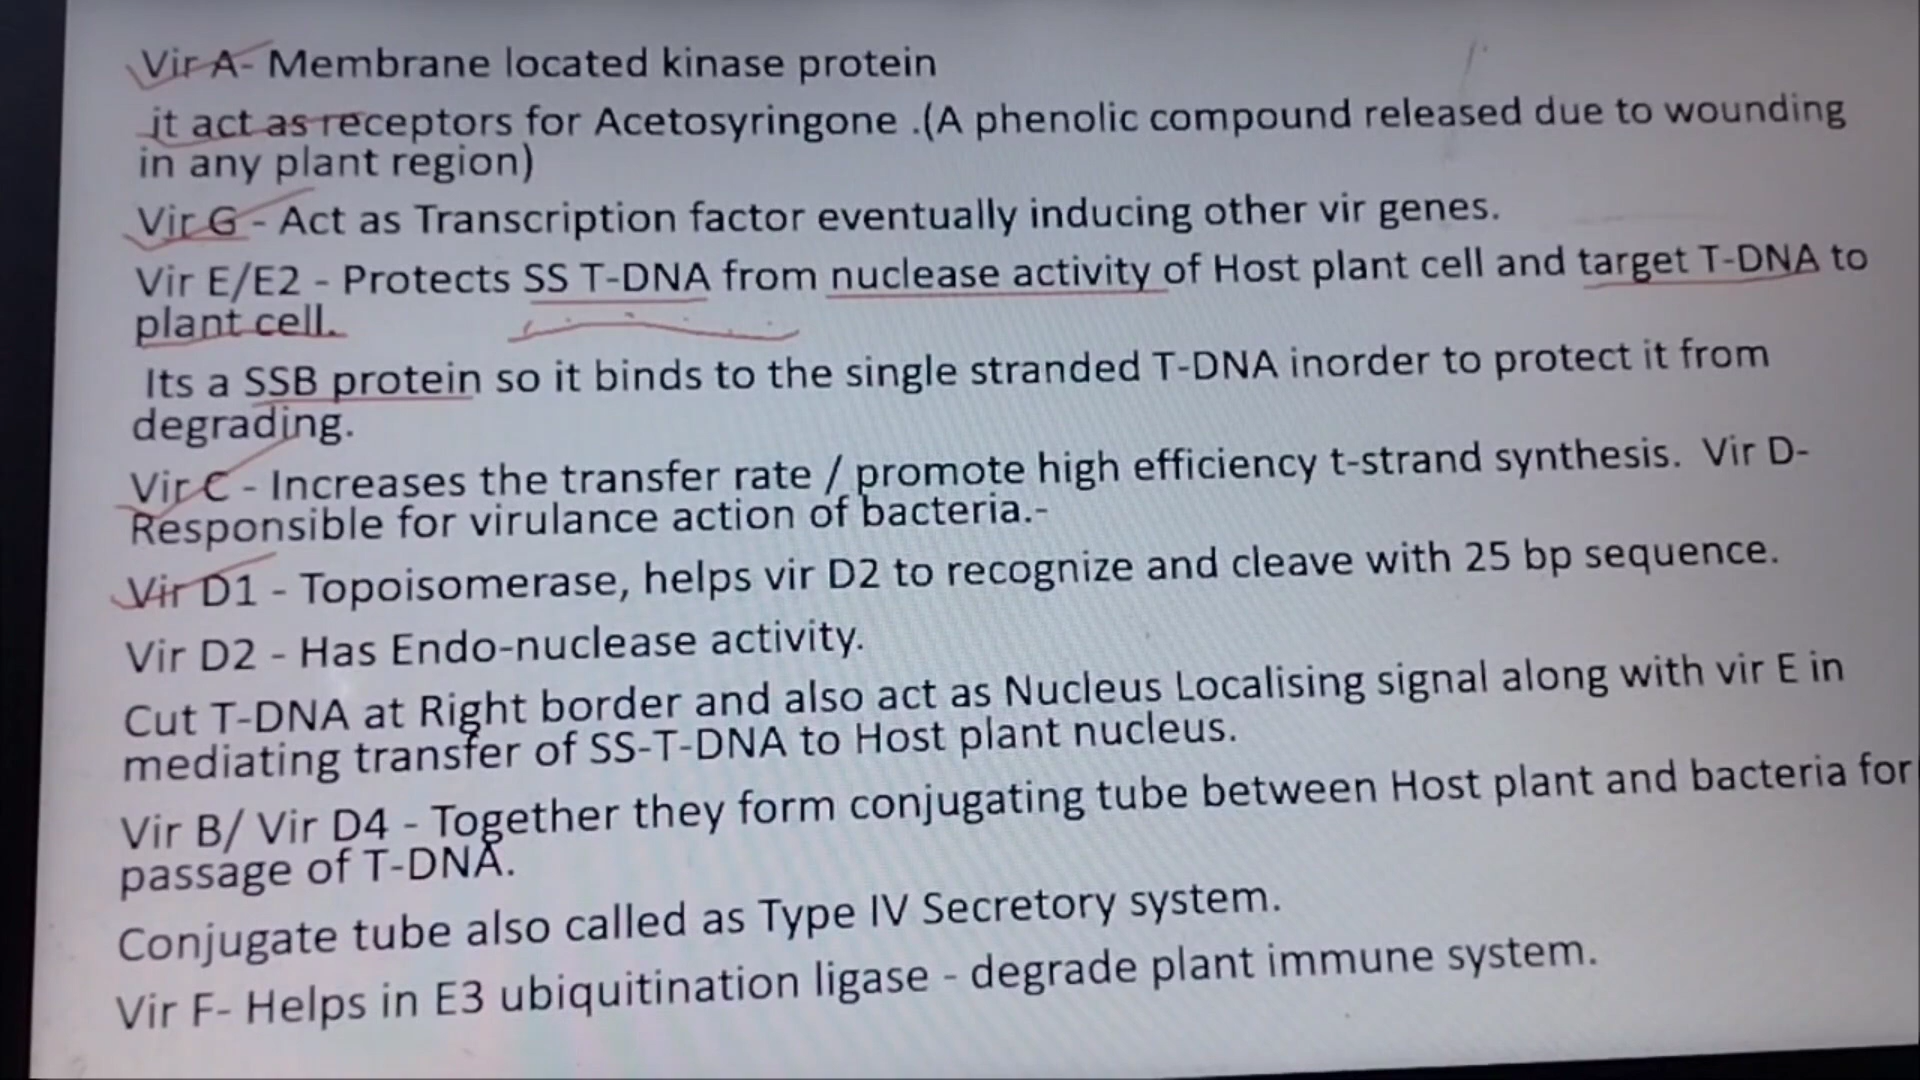 Vir A- Membrane located kinase protein
it act as receptors for Acetosyringone .(A phenolic compound released due to wounding
in any plant region)
Vir G - Act as Transcription factor eventually inducing other vir genes.
Vir E/E2 - Protects SS T-DNA from nuclease activity of Host plant cell and target T-DNA to
plant cell.
Its a SSB protein so it binds to the single stranded T-DNA inorder to protect it from
degrading.
Vir C - Increases the transfer rate / promote high efficiency t-strand synthesis. Vir D-
Responsible for virulance action of bacteria.-
Vir D1 - Topoisomerase, helps vir D2 to recognize and cleave with 25 bp sequence.
Vir D2 - Has Endo-nuclease activity.
Cut T-DNA at Right border and also act as Nucleus Localising signal along with vir E in
mediating transfer of SS-T-DNA to Host plant nucleus.
Vir B/ Vir D4 - Together they form conjugating tube between Host plant and bacteria for
passage of T-DNA.
Conjugate tube also called as Type IV Secretory system.
Vir F- Helps in E3 ubiquitination ligase - degrade plant immune system.